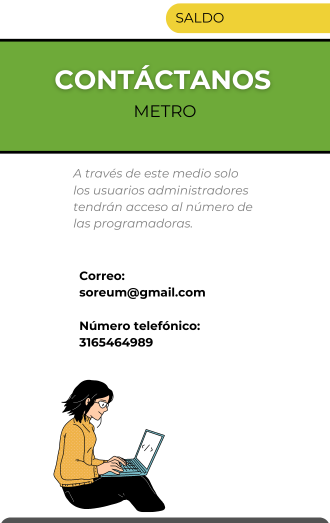 SALDO
CONTÁCTANOS
METRO
A través de este medio solo
los usuarios administradores
tendrán acceso al número de
las programadoras.
Correo:
soreum@gmail.com
Número telefónico:
3165464989